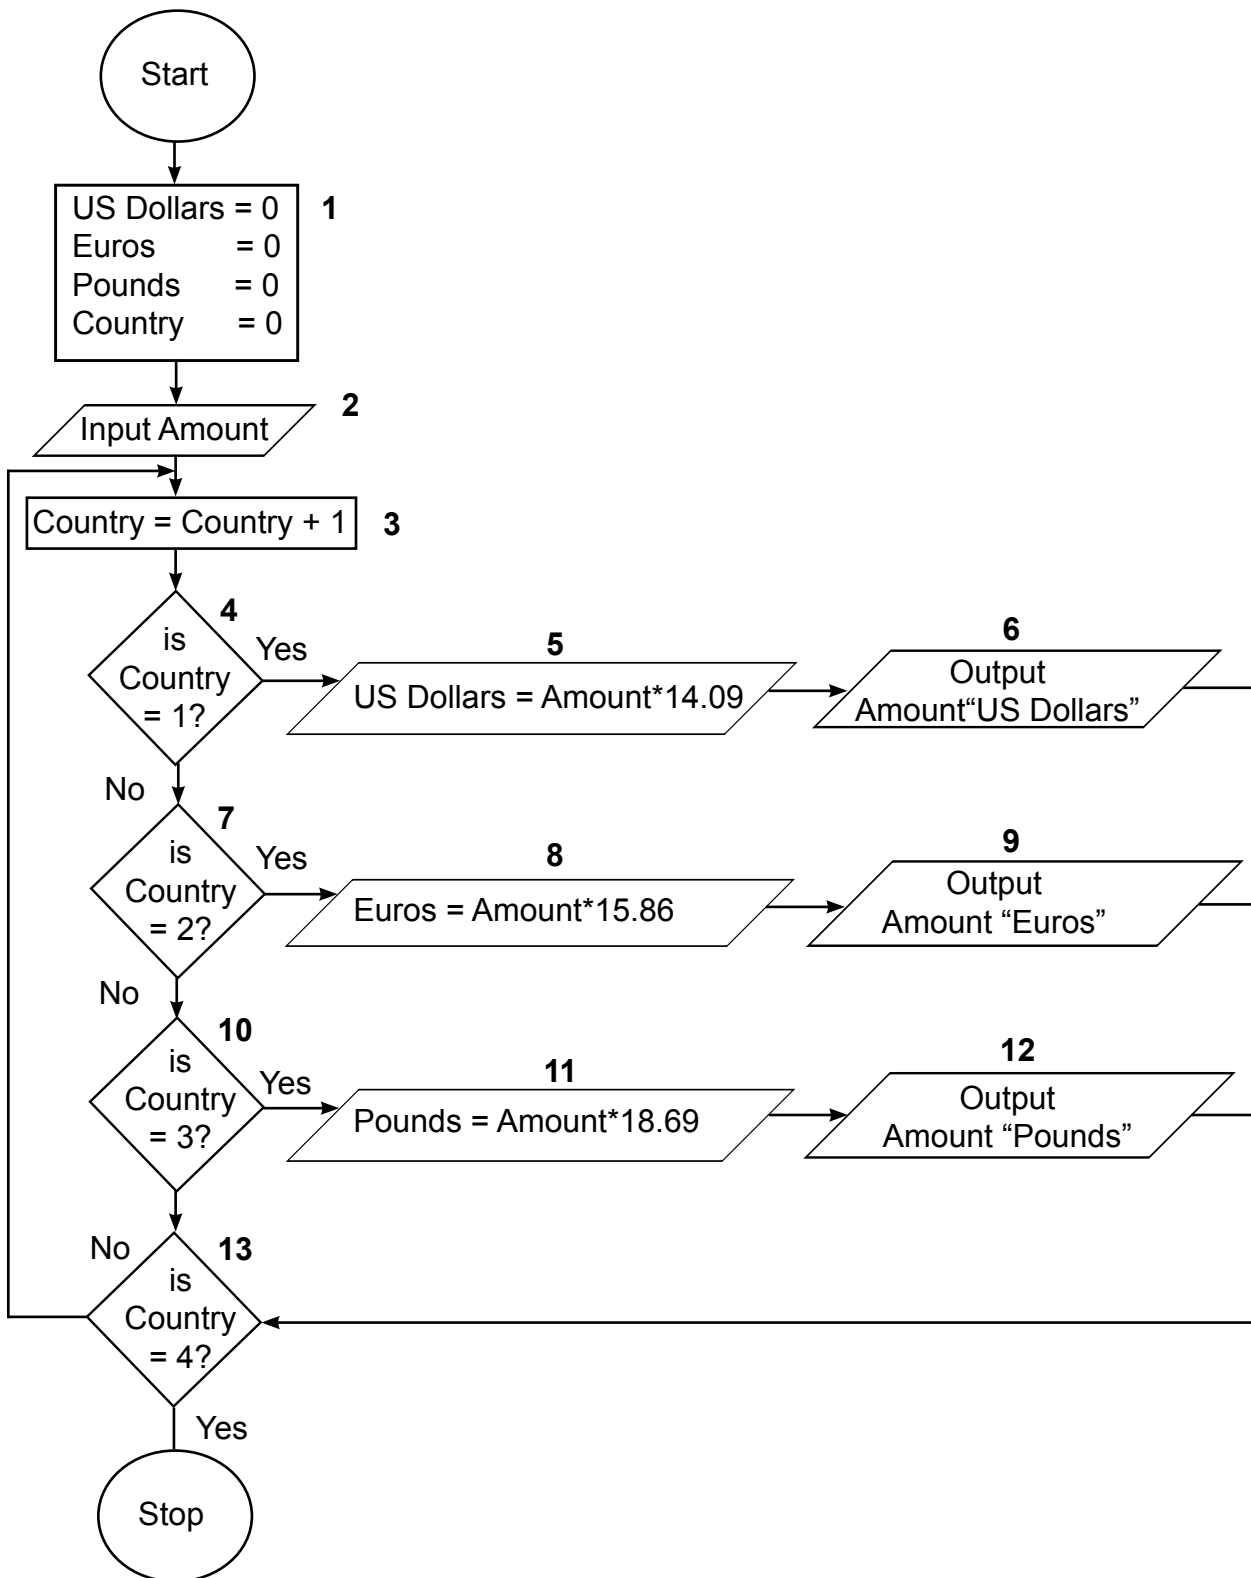 Start
US Dollars = 0
Euros = 0
Pounds = 0
Country = 0
1
Input Amount
2
Country = Country + 1
3
4
is
Country
= 1?
Yes
5
US Dollars = Amount*14.09
6
Output
Amount“US Dollars”
No
7
is
Country
= 2?
Yes
8
Euros = Amount*15.86
9
Output
Amount “Euros”
No
10
is
Country
= 3?
Yes
11
Pounds = Amount*18.69
12
Output
Amount “Pounds”
No
13
is
Country
= 4?
Yes
Stop